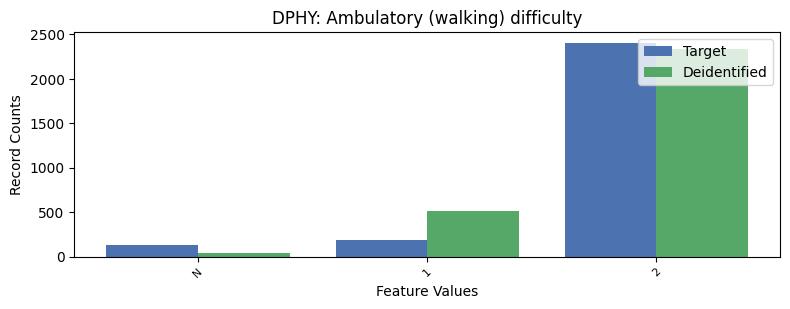 DPHY: Ambulatory (walking) difficulty
Record Counts
2500
2000
1500
1000
500
0
Target
Deidentified
N
1
2
Feature Values